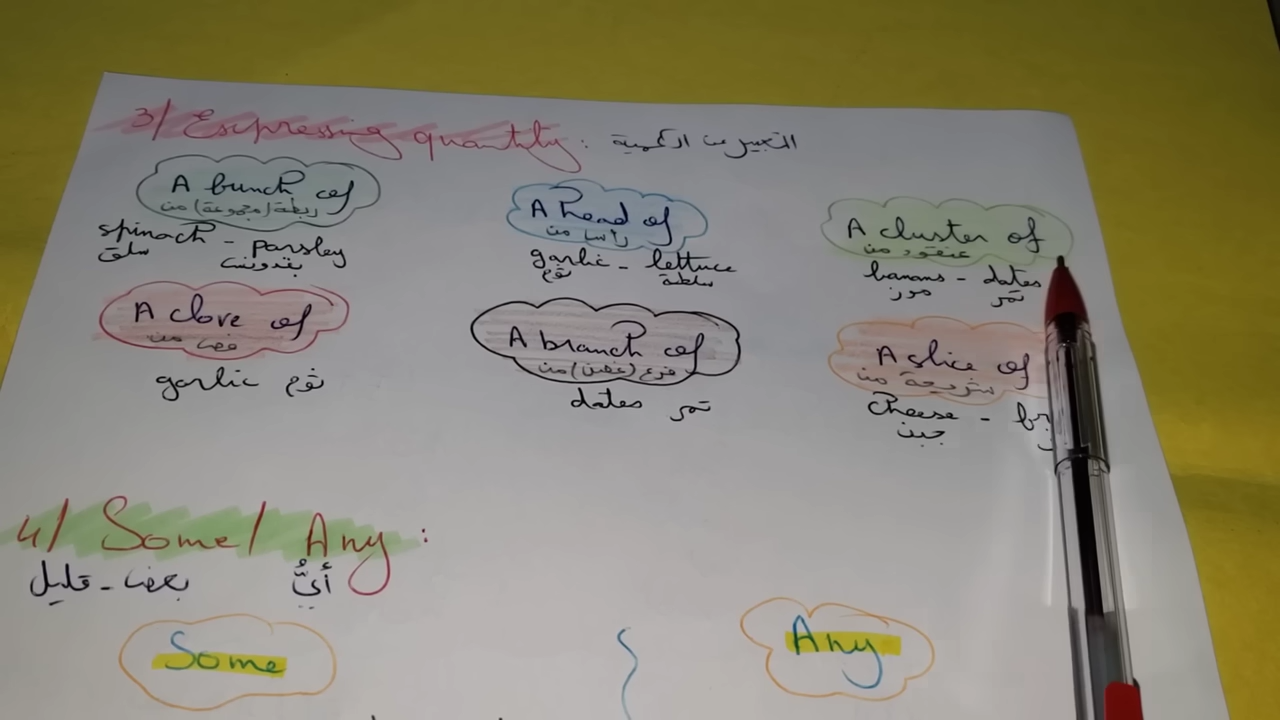 3/ Expressing quantity : التعبير عن الكمية
A bunch of
ربطة (مجموعة) من
spinach - parsley
سلق بقدونس
A head of
رأس من
garlic - lettuce
ثوم سلطة
A cluster of
عنقود من
banans - dates
موز تمر
A clove of
فص من
garlic ثوم
A branch of
فرع (غصن) من
dates تمر
A slice of
شريحة من
cheese -
جبن
4/ Some / Any :
بعض - قليل أيُّ
Some
Any